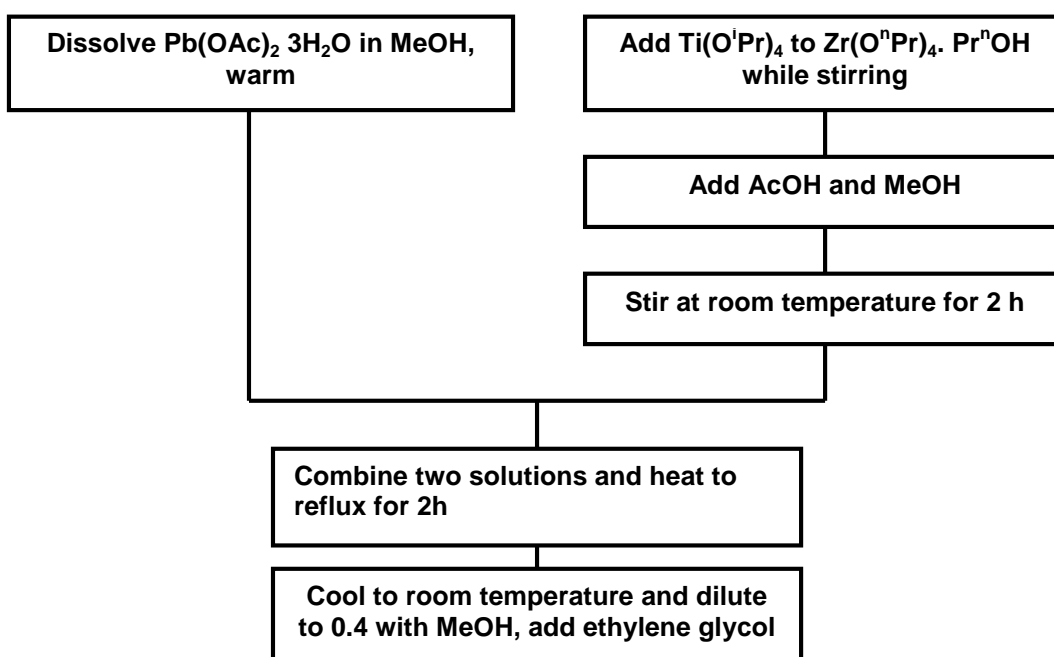 Dissolve Pb(OAc)₂ 3H₂O in MeOH,
warm
Add Ti(OⁱPr)₄ to Zr(OⁿPr)₄. PrⁿOH
while stirring
Add AcOH and MeOH
Stir at room temperature for 2 h
Combine two solutions and heat to
reflux for 2h
Cool to room temperature and dilute
to 0.4 with MeOH, add ethylene glycol